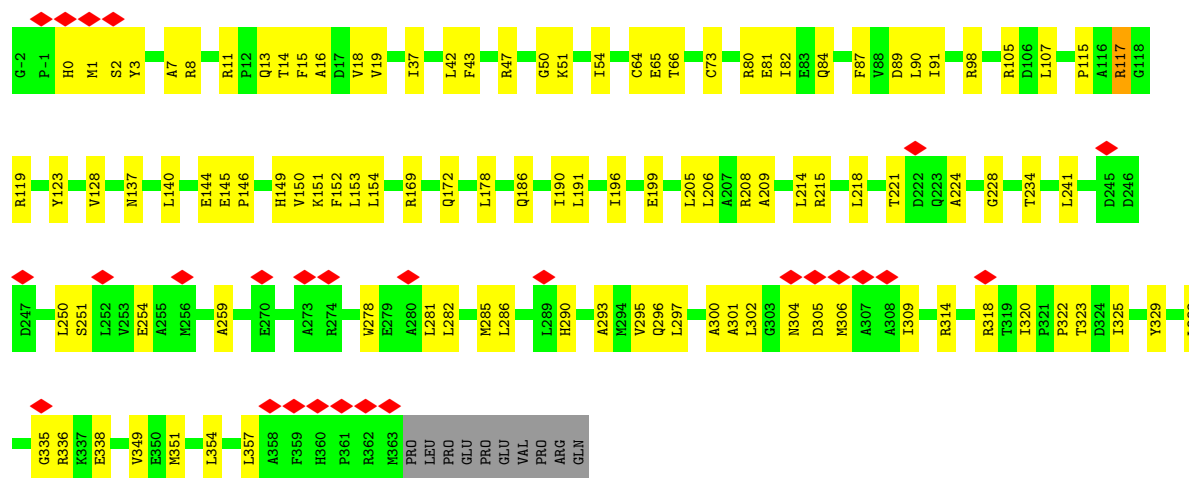 G-2 P-1 H0 M1 S2 Y3 A7 R8 R11 P12 Q13 T14 F15 A16 D17 V18 V19 I37 L42 F43 R47 G50 K51 I54 C64 E65 T66 C73 R80 E81 I82 E83 Q84 F87 V88 D89 L90 I91 R98 R105 D106 L107 P115 A116 R117 G118
R119 Y123 V128 N137 L140 E144 E145 P146 H149 V150 K151 F152 L153 L154 R169 Q172 L178 Q186 I190 L191 I196 E199 L205 L206 A207 R208 A209 L214 R215 L218 T221 D222 Q223 A224 G228 T234 L241 D245 D246
D247 L250 S251 L252 V253 E254 A255 M256 A259 E270 A273 R274 W278 E279 A280 L281 L282 M285 L286 L289 H290 A293 M294 V295 Q296 L297 A300 A301 L302 G303 N304 D305 M306 A307 A308 I309 R314 R318 T319 I320 P321 P322 T323 D324 I325 Y329
G335 R336 K337 E338 V349 E350 M351 L354 L357 A358 F359 H360 P361 R362 M363 PRO LEU PRO GLU PRO GLU VAL PRO ARG GLN